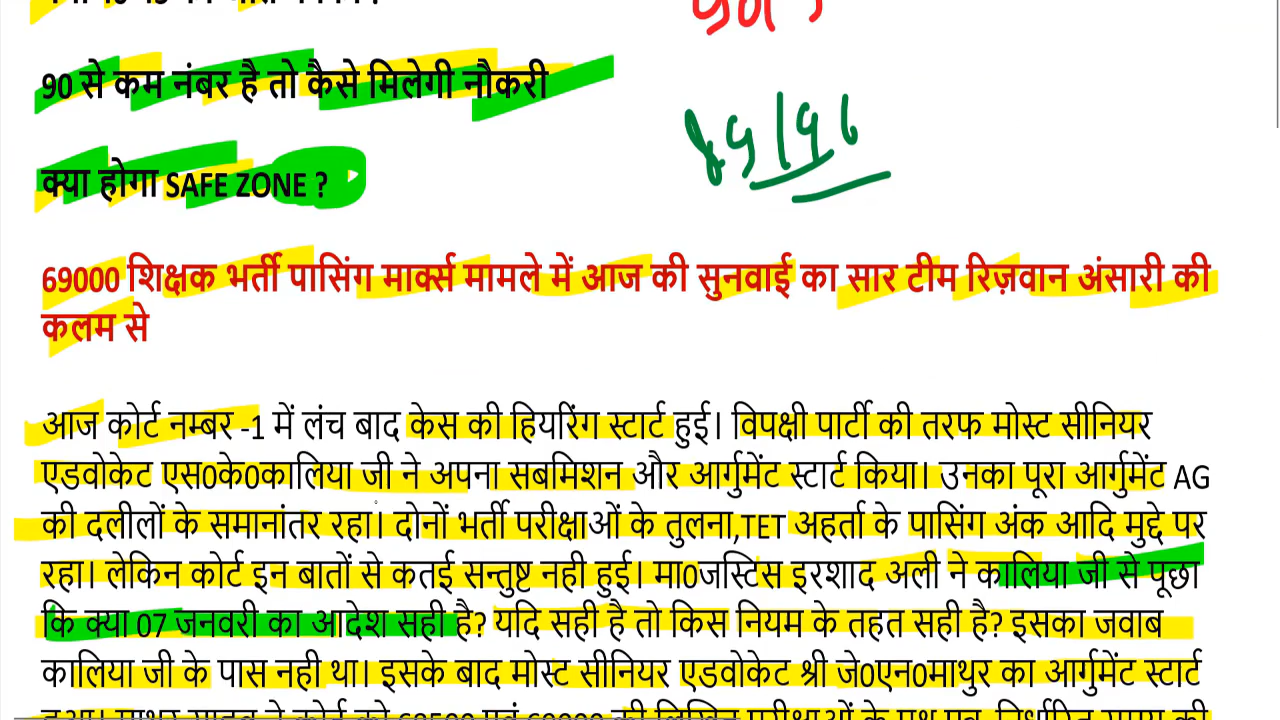 90 से कम नंबर है तो कैसे मिलेगी नौकरी
क्या होगा SAFE ZONE ?
69000 शिक्षक भर्ती पासिंग मार्क्स मामले में आज की सुनवाई का सार टीम रिज़वान अंसारी की
कलम से
आज कोर्ट नम्बर -1 में लंच बाद केस की हियरिंग स्टार्ट हुई। विपक्षी पार्टी की तरफ मोस्ट सीनियर
एडवोकेट एस0के0कालिया जी ने अपना सबमिशन और आर्गुमेंट स्टार्ट किया। उनका पूरा आर्गुमेंट AG
की दलीलों के समानांतर रहा। दोनों भर्ती परीक्षाओं के तुलना,TET अहर्ता के पासिंग अंक आदि मुद्दे पर
रहा। लेकिन कोर्ट इन बातों से कतई सन्तुष्ट नही हुई। मा0जस्टिस इरशाद अली ने कालिया जी से पूछा
कि क्या 07 जनवरी का आदेश सही है? यदि सही है तो किस नियम के तहत सही है? इसका जवाब
कालिया जी के पास नही था। इसके बाद मोस्ट सीनियर एडवोकेट श्री जे0एन0माथुर का आर्गुमेंट स्टार्ट